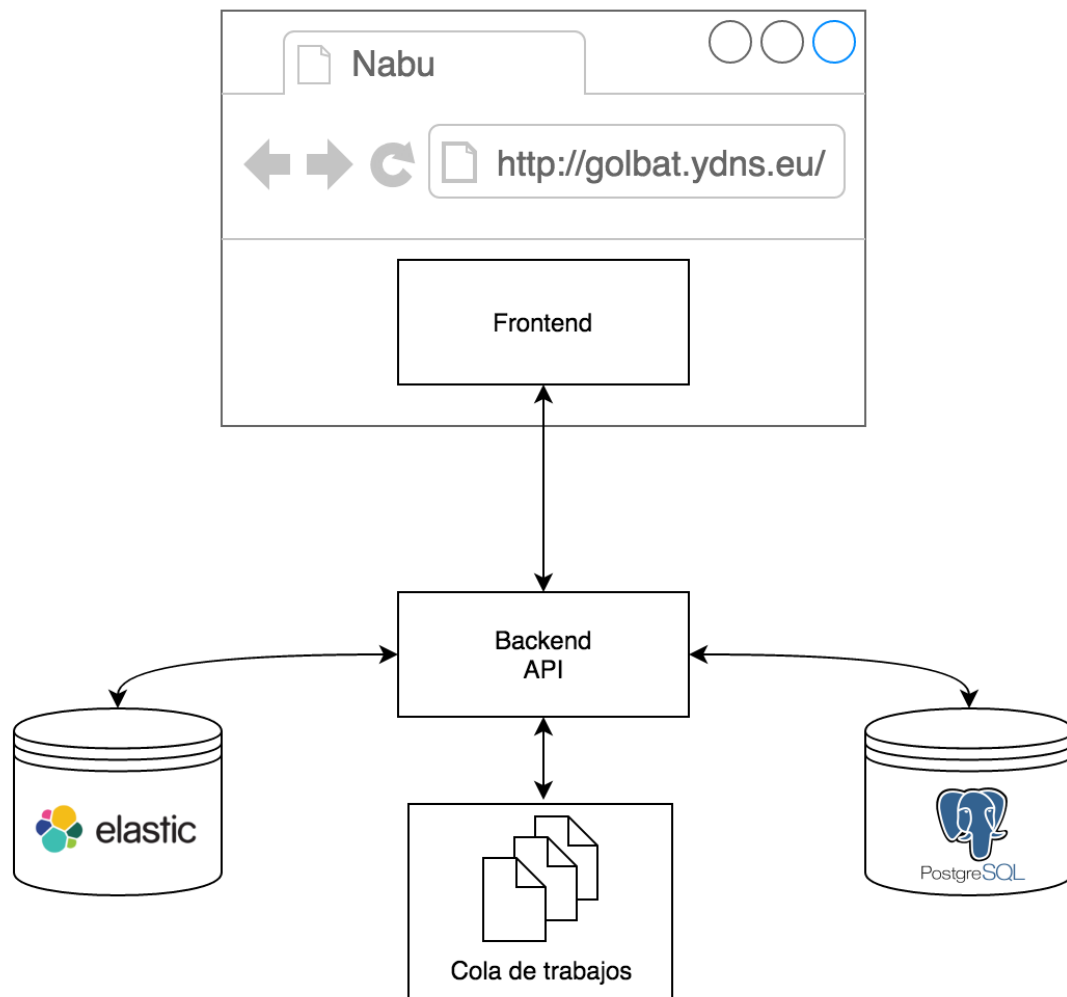 Nabu
http://golbat.ydns.eu/
Frontend
Backend
API
elastic
PostgreSQL
Cola de trabajos